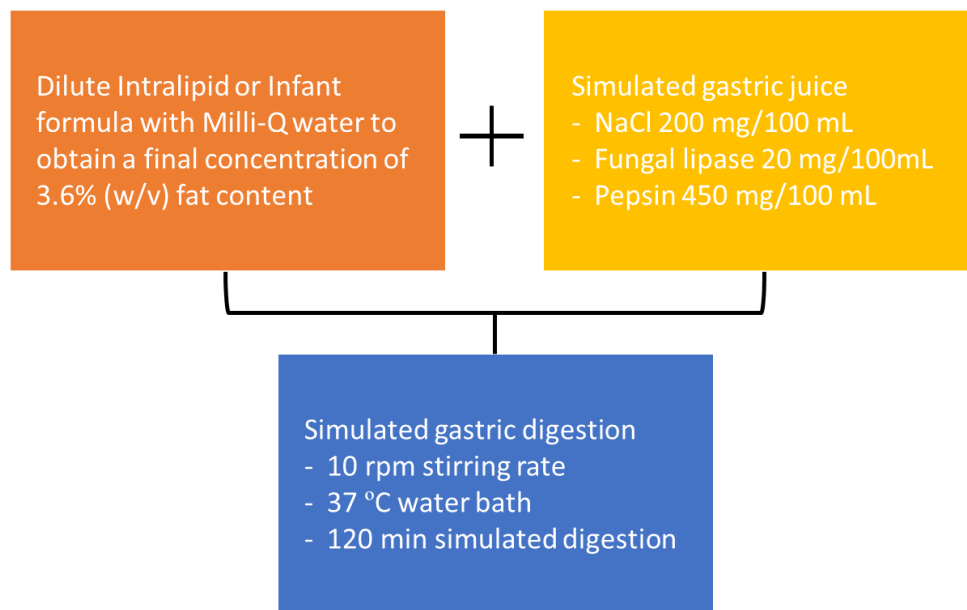 Dilute Intralipid or Infant
formula with Milli-Q water to
obtain a final concentration of
3.6% (w/v) fat content
Simulated gastric juice
- NaCl 200 mg/100 mL
- Fungal lipase 20 mg/100mL
- Pepsin 450 mg/100 mL
Simulated gastric digestion
- 10 rpm stirring rate
- 37 ºC water bath
- 120 min simulated digestion